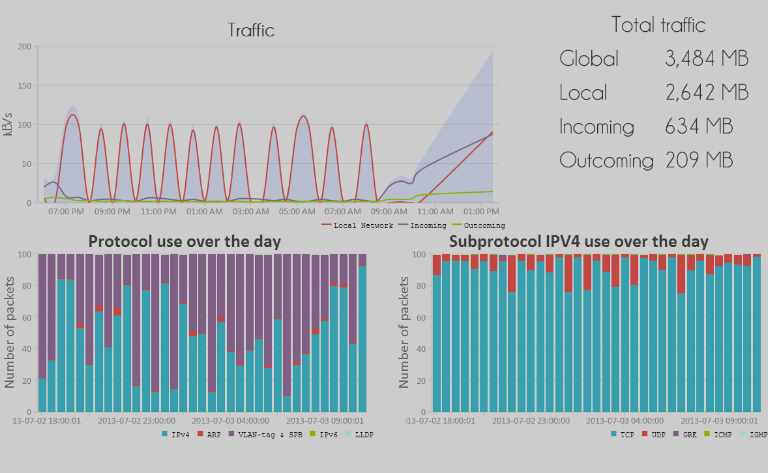 Traffic
200
150
100
50
0
kB/s
07:00 PM 09:00 PM 11:00 PM 01:00 AM 03:00 AM 05:00 AM 07:00 AM 09:00 AM 11:00 AM 01:00 PM
Local Network Incoming Outcoming
Total traffic
Global 3,484 MB
Local 2,642 MB
Incoming 634 MB
Outcoming 209 MB
Protocol use over the day
100
80
60
40
20
0
Number of packets
13-07-02 18:00:01 2013-07-02 23:00:00 2013-07-03 04:00:00 2013-07-03 09:00:01
IPv4 ARP VLAN-tag & SPB IPv6 LLDP
Subprotocol IPV4 use over the day
100
80
60
40
20
0
Number of packets
13-07-02 18:00:01 2013-07-02 23:00:00 2013-07-03 04:00:00 2013-07-03 09:00:01
TCP UDP GRE ICMP IGMP